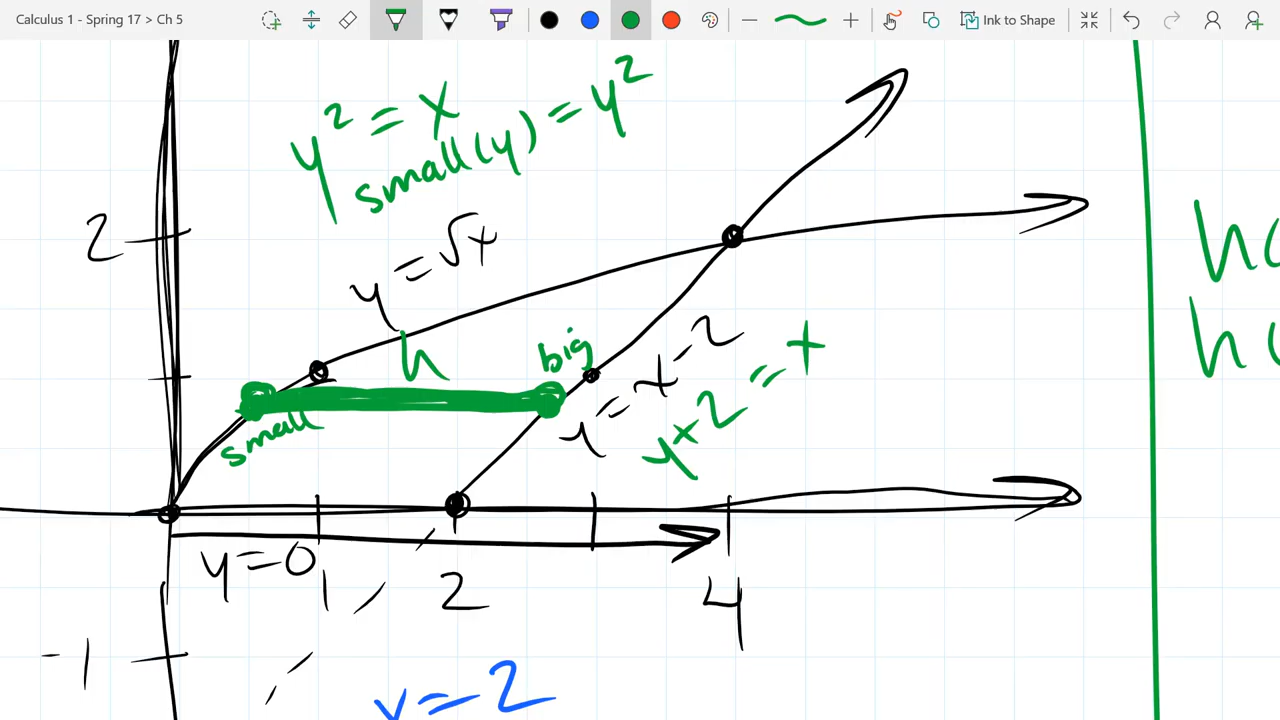 Calculus 1 - Spring 17 > Ch 5
Ink to Shape
y² = x
small(y) = y²
2
y = √x
h
big
small
y = x - 2
y + 2 = x
y = 0
1
2
4
-1
y = 2
h
h